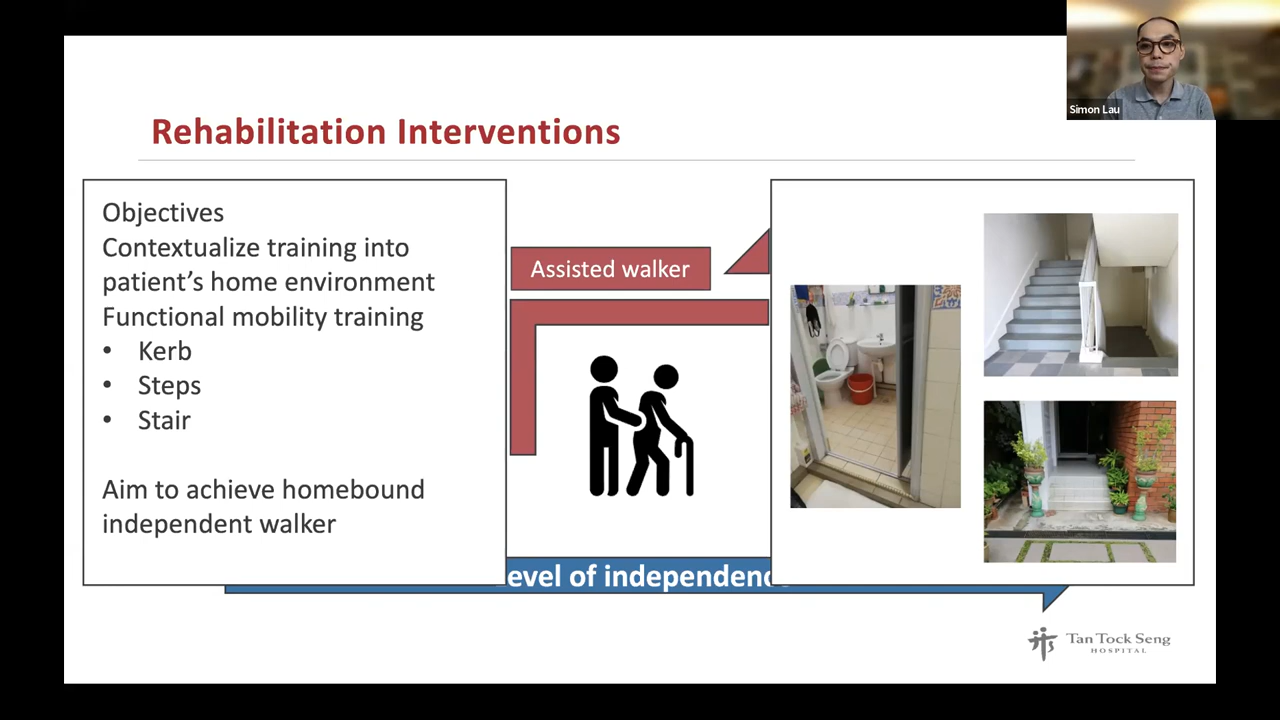 Simon Lau
Rehabilitation Interventions
Objectives
Contextualize training into
patient's home environment
Functional mobility training
• Kerb
• Steps
• Stair
Aim to achieve homebound
independent walker
Assisted walker
evel of independenc
Tan Tock Seng
HOSPITAL